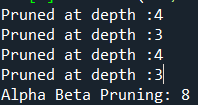 Pruned at depth :4
Pruned at depth :3
Pruned at depth :4
Pruned at depth :3
Alpha Beta Pruning: 8